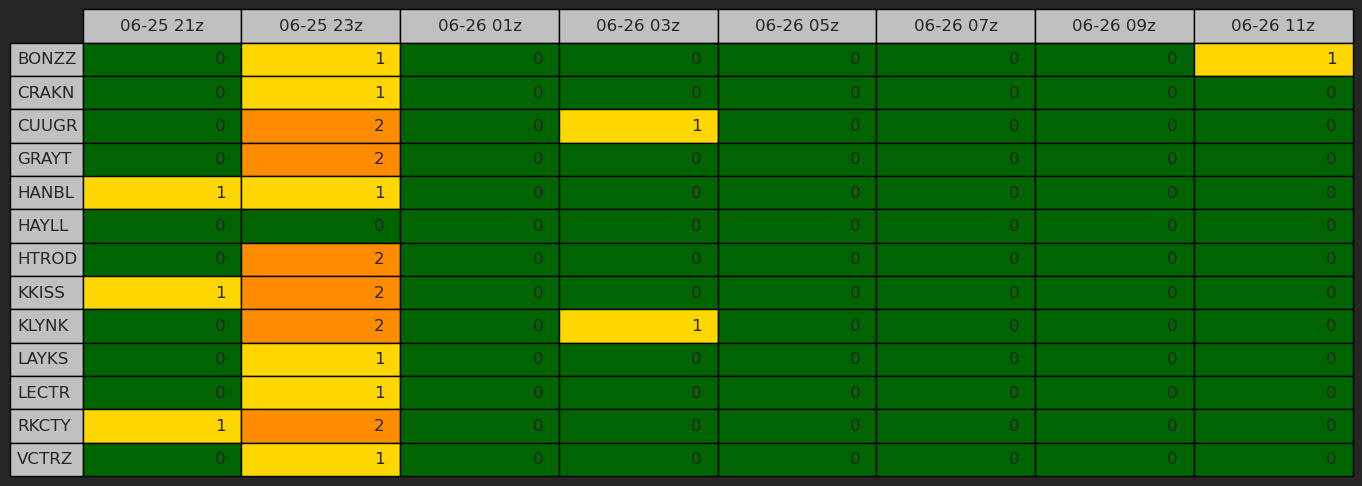 06-25 21z 06-25 23z 06-26 01z 06-26 03z 06-26 05z 06-26 07z 06-26 09z 06-26 11z
BONZZ 0 1 0 0 0 0 0 1
CRAKN 0 1 0 0 0 0 0 0
CUUGR 0 2 0 1 0 0 0 0
GRAYT 0 2 0 0 0 0 0 0
HANBL 1 1 0 0 0 0 0 0
HAYLL 0 0 0 0 0 0 0 0
HTROD 0 2 0 0 0 0 0 0
KKISS 1 2 0 0 0 0 0 0
KLYNK 0 2 0 1 0 0 0 0
LAYKS 0 1 0 0 0 0 0 0
LECTR 0 1 0 0 0 0 0 0
RKCTY 1 2 0 0 0 0 0 0
VCTRZ 0 1 0 0 0 0 0 0